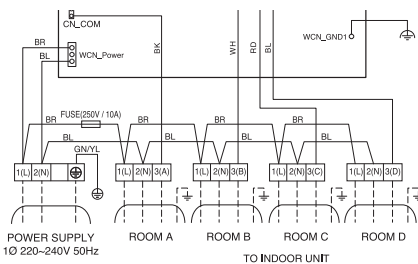 CN_COM
BR
WCN_Power
BL
BK
WH
RD
BL
WCN_GND1
BR
FUSE(250V / 10A)
BR
BR
BR
BL
BL
BL
BL
GN/YL
1(L) 2(N)
1(L) 2(N) 3(A)
1(L) 2(N) 3(B)
1(L) 2(N) 3(C)
1(L) 2(N) 3(D)
POWER SUPPLY
1Ø 220~240V 50Hz
ROOM A
ROOM B
ROOM C
ROOM D
TO INDOOR UNIT